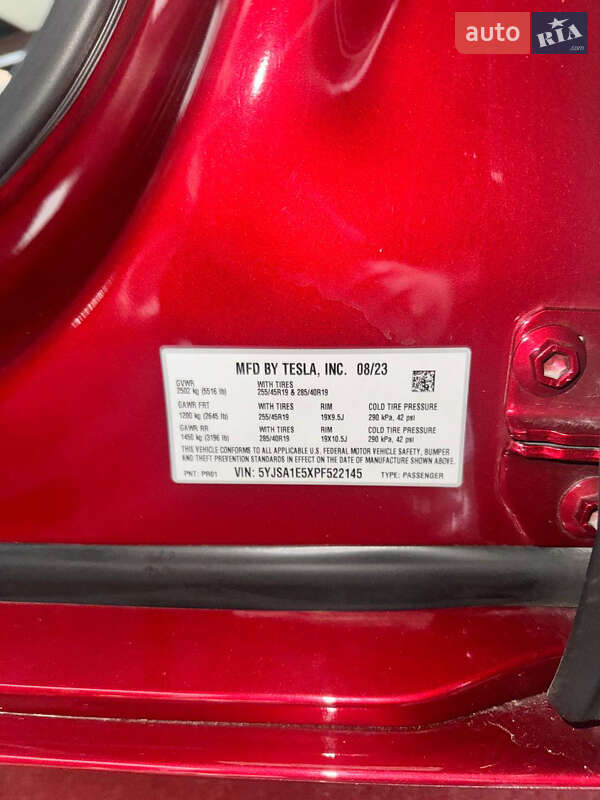 auto RIA
.com
MFD BY TESLA, INC. 08/23
GVWR WITH TIRES
2502 kg (5516 lb) 255/45R19 & 285/40R19
GAWR FRT WITH TIRES RIM COLD TIRE PRESSURE
1200 kg (2645 lb) 255/45R19 19X9.5J 290 kPa, 42 psi
GAWR RR WITH TIRES RIM COLD TIRE PRESSURE
1450 kg (3196 lb) 285/40R19 19X10.5J 290 kPa, 42 psi
THIS VEHICLE CONFORMS TO ALL APPLICABLE U.S. FEDERAL MOTOR VEHICLE SAFETY, BUMPER
AND THEFT PREVENTION STANDARDS IN EFFECT ON THE DATE OF MANUFACTURE SHOWN ABOVE.
PNT: PR01 VIN: 5YJSA1E5XPF522145 TYPE: PASSENGER